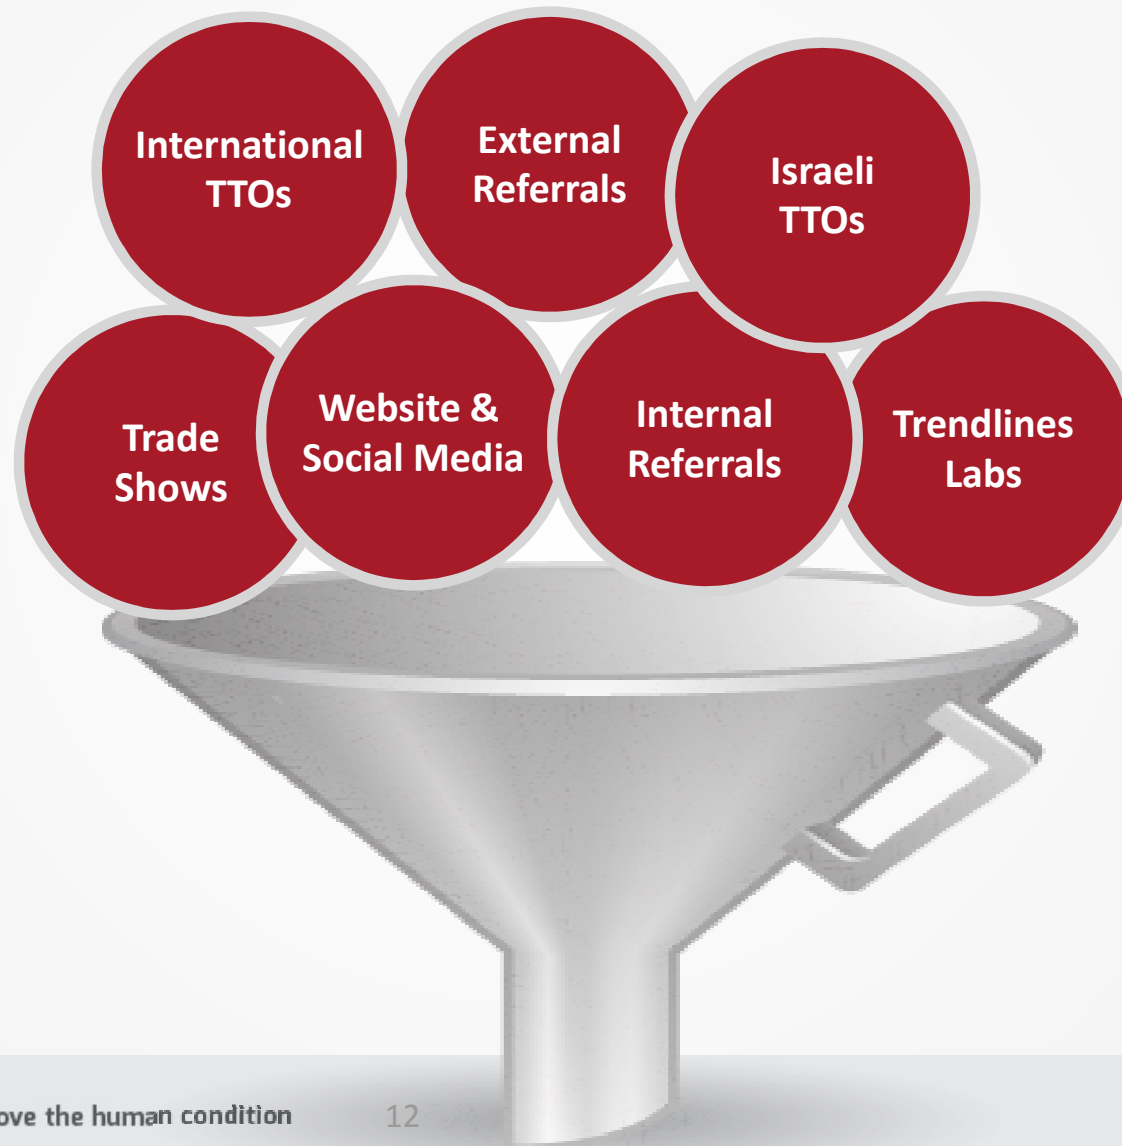 International
TTOs
External
Referrals
Israeli
TTOs
Trade
Shows
Website &
Social Media
Internal
Referrals
Trendlines
Labs
the human condition
12